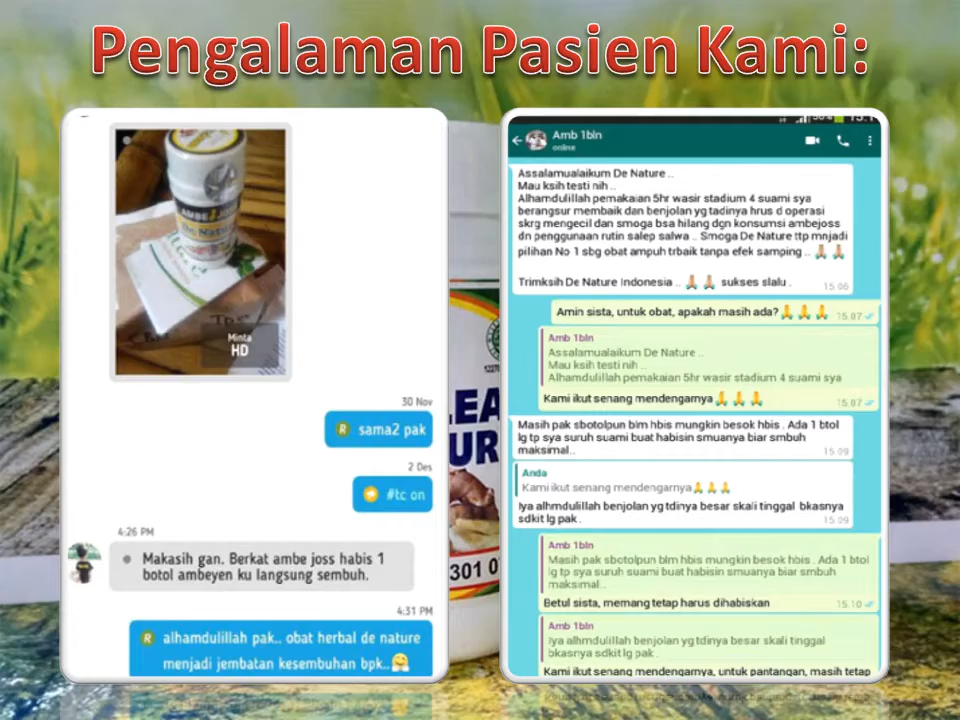 Pengalaman Pasien Kami:
AMBEJOSS
De Nature
Minta
HD
30 Nov
sama2 pak
2 Des
#tc on
4:26 PM
Makasih gan. Berkat ambe joss habis 1
botol ambeyen ku langsung sembuh.
4:31 PM
alhamdulillah pak.. obat herbal de nature
menjadi jembatan kesembuhan bpk..🤗
LEA
UR
301 0
Amb 1bln
online
Assalamualaikum De Nature ..
Mau ksih testi nih ..
Alhamdulillah pemakaian 5hr wasir stadium 4 suami sya
berangsur membaik dan benjolan yg tadinya hrus d operasi
skrg mengecil dan smoga bsa hilang dgn konsumsi ambejoss
dn penggunaan rutin salep salwa .. Smoga De Nature ttp mnjadi
pilihan No 1 sbg obat ampuh trbaik tanpa efek samping .. 🙏 🙏
Trimksih De Nature Indonesia .. 🙏 🙏 sukses slalu .
15.06
Amin sista, untuk obat, apakah masih ada?🙏 🙏 🙏
15.07
Amb 1bln
Assalamualaikum De Nature ..
Mau ksih testi nih ..
Alhamdulillah pemakaian 5hr wasir stadium 4 suami sya
Kami ikut senang mendengarnya🙏 🙏 🙏
15.07
Masih pak sbotolpun blm hbis mungkin besok hbis . Ada 1 btol
lg tp sya suruh suami buat habisin smuanya biar smbuh
maksimal..
15.09
Anda
Kami ikut senang mendengarnya🙏🙏🙏
Iya alhmdulillah benjolan yg tdinya besar skali tinggal bkasnya
sdkit lg pak .
15.09
Amb 1bln
Masih pak sbotolpun blm hbis mungkin besok hbis . Ada 1 btol
lg tp sya suruh suami buat habisin smuanya biar smbuh
maksimal..
Betul sista, memang tetap harus dihabiskan
15.10
Amb 1bln
Iya alhmdulillah benjolan yg tdinya besar skali tinggal
bkasnya sdkit lg pak .
Kami ikut senang mendengarnya, untuk pantangan, masih tetap